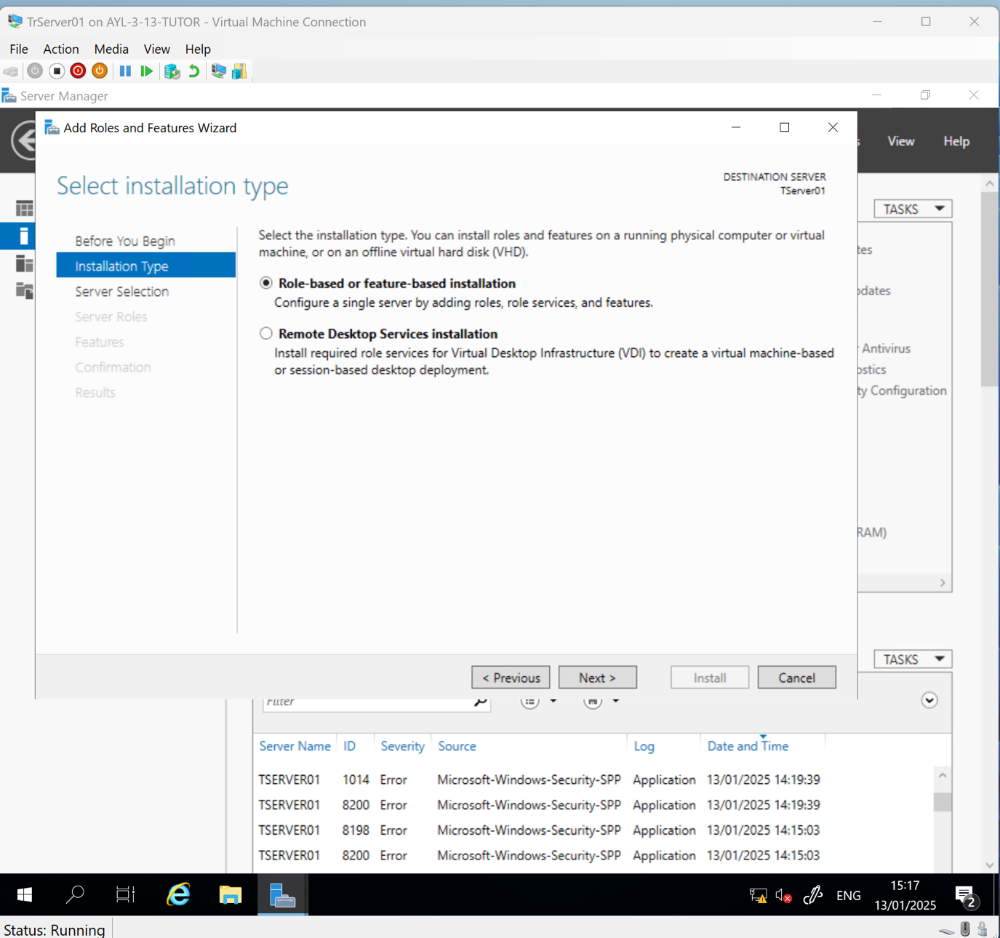 TrServer01 on AYL-3-13-TUTOR - Virtual Machine Connection
File Action Media View Help
Server Manager
Add Roles and Features Wizard
View Help
Select installation type
DESTINATION SERVER
TServer01
TASKS
Before You Begin
Installation Type
Server Selection
Server Roles
Features
Confirmation
Results
Select the installation type. You can install roles and features on a running physical computer or virtual
machine, or on an offline virtual hard disk (VHD).
Role-based or feature-based installation
Configure a single server by adding roles, role services, and features.
Remote Desktop Services installation
Install required role services for Virtual Desktop Infrastructure (VDI) to create a virtual machine-based
or session-based desktop deployment.
tes
pdates
Antivirus
ostics
ty Configuration
RAM)
< Previous Next > Install Cancel
TASKS
Filter
Server Name ID Severity Source Log Date and Time
TSERVER01 1014 Error Microsoft-Windows-Security-SPP Application 13/01/2025 14:19:39
TSERVER01 8200 Error Microsoft-Windows-Security-SPP Application 13/01/2025 14:19:39
TSERVER01 8198 Error Microsoft-Windows-Security-SPP Application 13/01/2025 14:15:03
TSERVER01 8200 Error Microsoft-Windows-Security-SPP Application 13/01/2025 14:15:03
ENG
15:17
13/01/2025
2
Status: Running